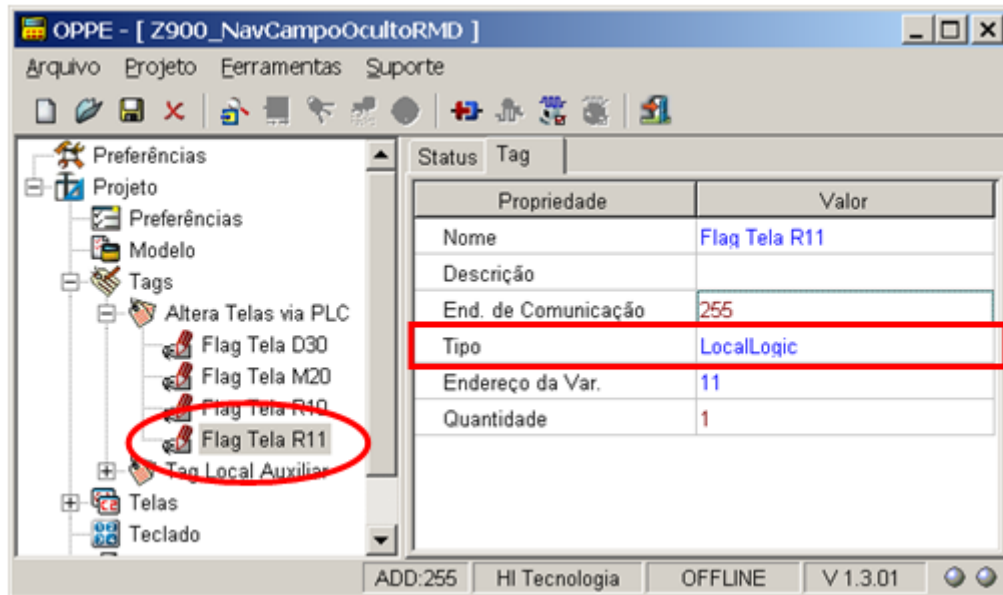 OPPE - [ Z900_NavCampoOcultoRMD ]
Arquivo Projeto Ferramentas Suporte
Preferências
Projeto
Preferências
Modelo
Tags
Altera Telas via PLC
Flag Tela D30
Flag Tela M20
Flag Tela R10
Flag Tela R11
Tag Local Auxiliar
Telas
Teclado
Status Tag
Propriedade Valor
Nome Flag Tela R11
Descrição
End. de Comunicação 255
Tipo LocalLogic
Endereço da Var. 11
Quantidade 1
ADD:255 HI Tecnologia OFFLINE V 1.3.01